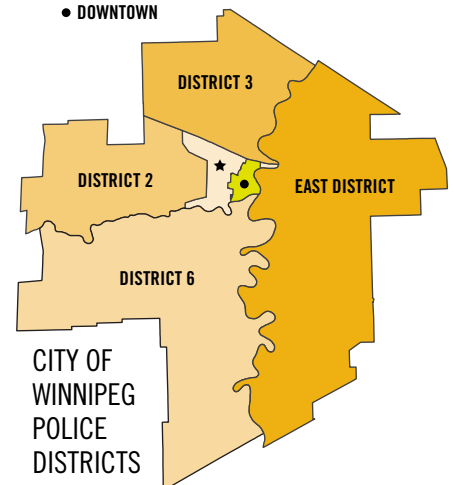 • DOWNTOWN
DISTRICT 3
DISTRICT 2
EAST DISTRICT
DISTRICT 6
CITY OF
WINNIPEG
POLICE
DISTRICTS